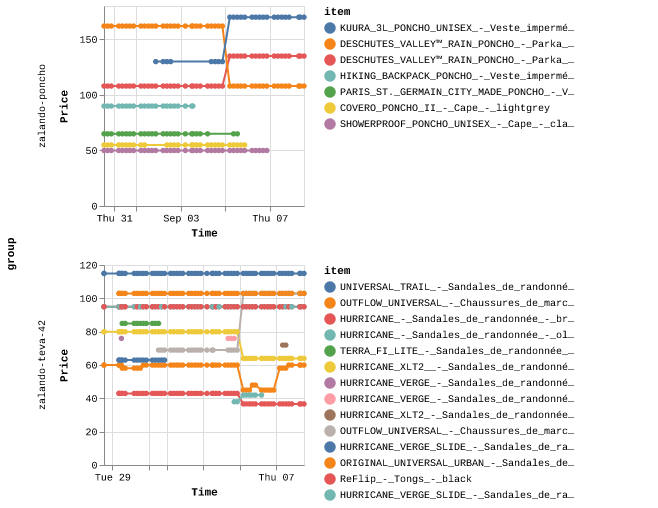 group
zalando-poncho
Price
150
100
50
0
Thu 31
Sep 03
Thu 07
Time
item
KUURA_3L_PONCHO_UNISEX_-_Veste_impermé…
DESCHUTES_VALLEY™_RAIN_PONCHO_-_Parka_…
DESCHUTES_VALLEY™_RAIN_PONCHO_-_Parka_…
HIKING_BACKPACK_PONCHO_-_Veste_impermé…
PARIS_ST._GERMAIN_CITY_MADE_PONCHO_-_V…
COVERO_PONCHO_II_-_Cape_-_lightgrey
SHOWERPROOF_PONCHO_UNISEX_-_Cape_-_cla…
zalando-teva-42
Price
120
100
80
60
40
20
0
Tue 29
Thu 07
Time
item
UNIVERSAL_TRAIL_-_Sandales_de_randonné…
OUTFLOW_UNIVERSAL_-_Chaussures_de_marc…
HURRICANE_-_Sandales_de_randonnée_-_br…
HURRICANE_-_Sandales_de_randonnée_-_ol…
TERRA_FI_LITE_-_Sandales_de_randonnée_…
HURRICANE_XLT2__-_Sandales_de_randonné…
HURRICANE_VERGE_-_Sandales_de_randonné…
HURRICANE_VERGE_-_Sandales_de_randonné…
HURRICANE_XLT2_-_Sandales_de_randonnée…
OUTFLOW_UNIVERSAL_-_Chaussures_de_marc…
HURRICANE_VERGE_SLIDE_-_Sandales_de_ra…
ORIGINAL_UNIVERSAL_URBAN_-_Sandales_de…
ReFlip_-_Tongs_-_black
HURRICANE_VERGE_SLIDE_-_Sandales_de_ra…